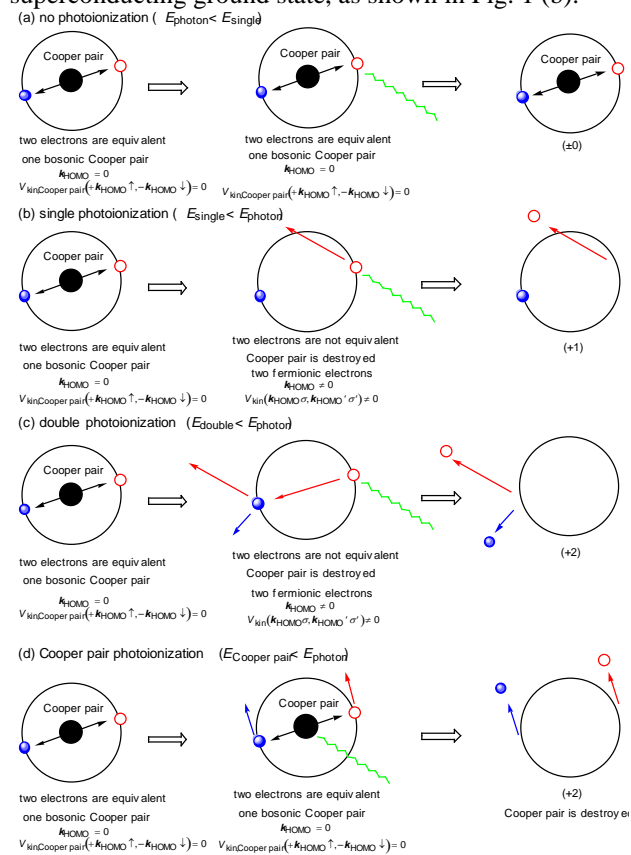 superconducting ground state, as shown in Fig. 1 (b).
(a) no photoionization ( Ephoton< Esingle)
Cooper pair
Cooper pair
Cooper pair
two electrons are equivalent
one bosonic Cooper pair
kHOMO = 0
Vkin,Cooper pair(+kHOMO↑,−kHOMO↓)=0
two electrons are equivalent
one bosonic Cooper pair
kHOMO = 0
Vkin,Cooper pair(+kHOMO↑,−kHOMO↓)=0
(±0)
(b) single photoionization ( Esingle< Ephoton)
Cooper pair
two electrons are equivalent
one bosonic Cooper pair
kHOMO = 0
Vkin,Cooper pair(+kHOMO↑,−kHOMO↓)=0
two electrons are not equivalent
Cooper pair is destroyed
two fermionic electrons
kHOMO ≠ 0
Vkin(kHOMOσ,kHOMO'σ')≠0
(+1)
(c) double photoionization (Edouble< Ephoton)
Cooper pair
two electrons are equivalent
one bosonic Cooper pair
kHOMO = 0
Vkin,Cooper pair(+kHOMO↑,−kHOMO↓)=0
two electrons are not equivalent
Cooper pair is destroyed
two fermionic electrons
kHOMO ≠ 0
Vkin(kHOMOσ,kHOMO'σ')≠0
(+2)
(d) Cooper pair photoionization (ECooper pair< Ephoton)
Cooper pair
Cooper pair
two electrons are equivalent
one bosonic Cooper pair
kHOMO = 0
Vkin,Cooper pair(+kHOMO↑,−kHOMO↓)=0
two electrons are equivalent
one bosonic Cooper pair
kHOMO = 0
Vkin,Cooper pair(+kHOMO↑,−kHOMO↓)=0
(+2)
Cooper pair is destroyed